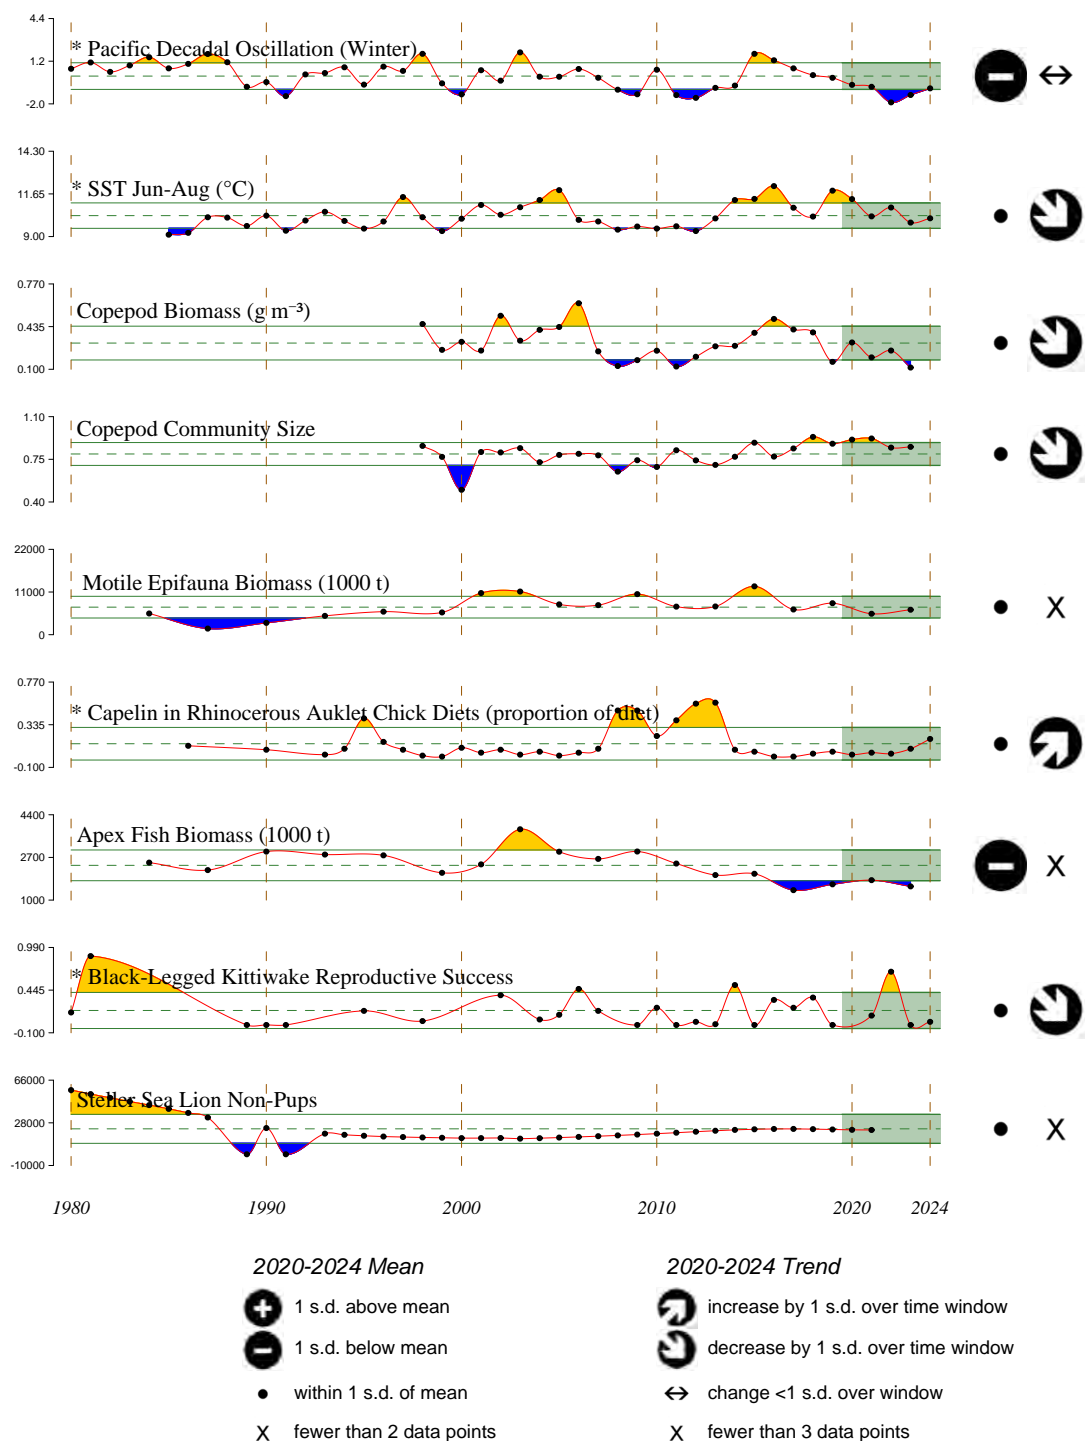 4.4
* Pacific Decadal Oscillation (Winter)
1.2
-2.0
14.30
* SST Jun-Aug (°C)
11.65
9.00
0.770
Copepod Biomass (g m⁻³)
0.435
0.100
1.10
Copepod Community Size
0.75
0.40
22000
Motile Epifauna Biomass (1000 t)
11000
0
X
0.770
* Capelin in Rhinocerous Auklet Chick Diets (proportion of diet)
0.335
-0.100
4400
Apex Fish Biomass (1000 t)
2700
X
1000
0.990
* Black-Legged Kittiwake Reproductive Success
0.445
-0.100
66000
Steller Sea Lion Non-Pups
28000
X
-10000
1980 1990 2000 2010 2020 2024
2020-2024 Mean 2020-2024 Trend
1 s.d. above mean increase by 1 s.d. over time window
1 s.d. below mean decrease by 1 s.d. over time window
within 1 s.d. of mean change <1 s.d. over window
X fewer than 2 data points X fewer than 3 data points